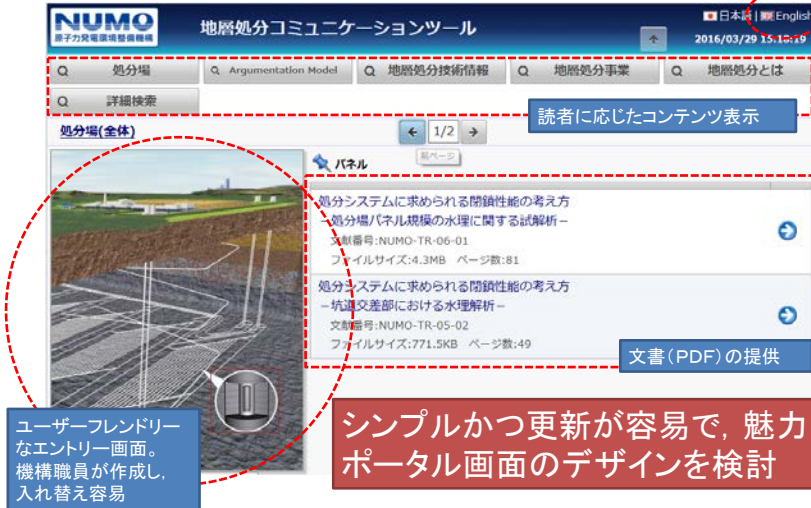 NUMO
原子力発電環境整備機構
地層処分コミュニケーションツール
日本語 | English
2016/03/29 15:13:19
処分場
Argumentation Model
地層処分技術情報
地層処分事業
地層処分とは
詳細検索
読者に応じたコンテンツ表示
処分場(全体)
1/2
パネル
処分システムに求められる閉鎖性能の考え方
－処分場パネル規模の水理に関する試解析－
文献番号:NUMO-TR-06-01
ファイルサイズ:4.3MB ページ数:81
処分システムに求められる閉鎖性能の考え方
－坑道交差部における水理解析－
文献番号:NUMO-TR-05-02
ファイルサイズ:771.5KB ページ数:49
文書（PDF）の提供
ユーザーフレンドリー
なエントリー画面。
機構職員が作成し,
入れ替え容易
シンプルかつ更新が容易で，魅力
ポータル画面のデザインを検討